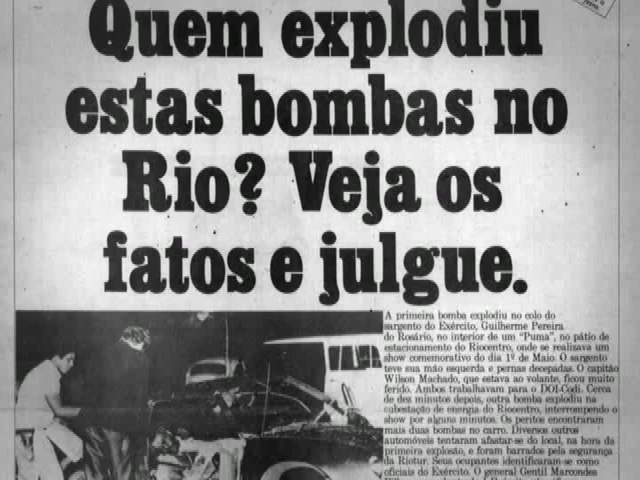 Quem explodiu
estas bombas no
Rio? Veja os
fatos e julgue.
A primeira bomba explodiu no colo do
sargento do Exército, Guilherme Pereira
do Rosário, no interior de um "Puma", no pátio de
estacionamento do Riocentro, onde se realizava um
show comemorativo do dia 1º de Maio. O sargento
teve sua mão esquerda e pernas decepadas. O capitão
Wilson Machado, que estava ao volante, ficou muito
ferido. Ambos trabalhavam para o DOI-Codi. Cerca
de dez minutos depois, outra bomba explodiu na
subestação de energia do Riocentro, interrompendo o
show por alguns minutos. Os peritos encontraram
mais duas bombas no carro. Diversos outros
automóveis tentaram afastar-se do local, na hora da
primeira explosão, e foram barrados pela segurança
da Riotur. Seus ocupantes identificaram-se como
oficiais do Exército. O general Gentil Marcondes